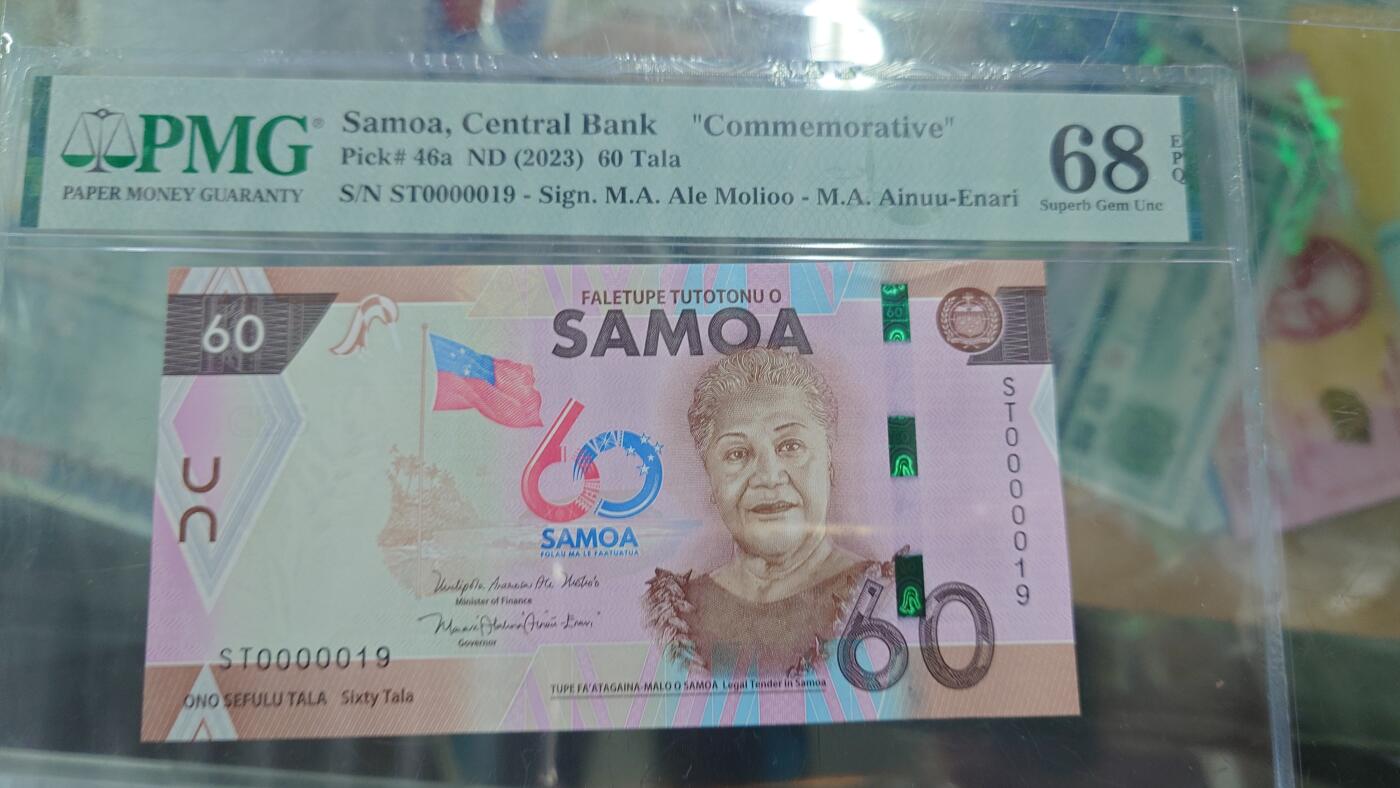 PMG®
PAPER MONEY GUARANTY
Samoa, Central Bank "Commemorative"
Pick# 46a ND (2023) 60 Tala
S/N ST0000019 - Sign. M.A. Ale Molioo - M.A. Ainuu-Enari
68
EPQ
Superb Gem Unc
60
FALETUPE TUTOTONU O
SAMOA
60
60
SAMOA
FOLAU MA LE FAATUATUA
Minister of Finance
Governor
ST0000019
ST0000019
ONO SEFULU TALA Sixty Tala
TUPE FA'ATAGAINA-MALO O SAMOA Legal Tender in Samoa
60